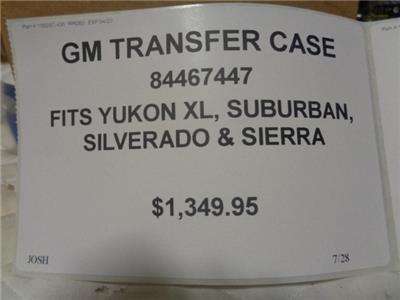 GM TRANSFER CASE
84467447
FITS YUKON XL, SUBURBAN,
SILVERADO & SIERRA
$1,349.95
JOSH 7/28